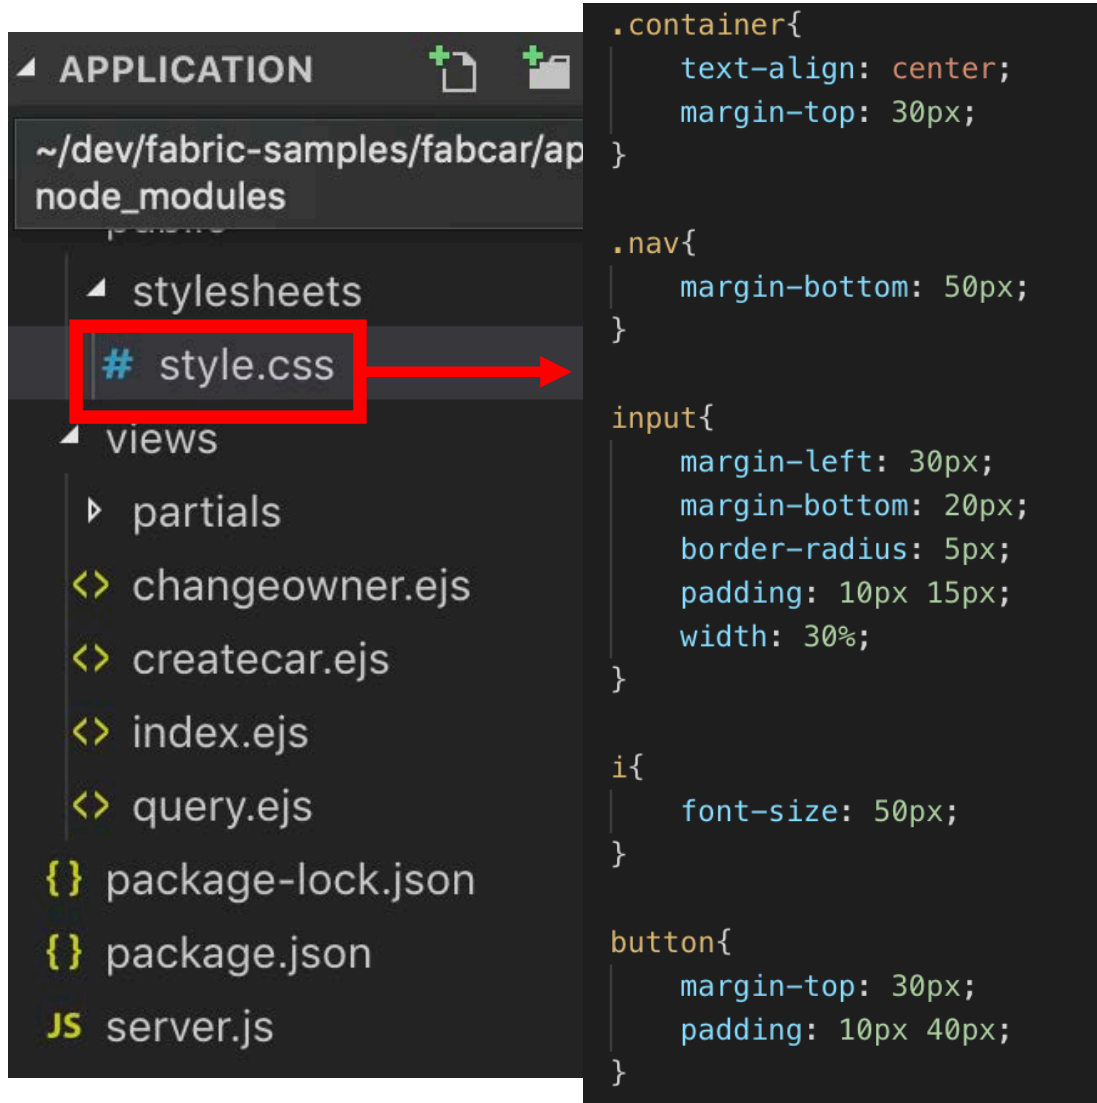 APPLICATION
~/dev/fabric-samples/fabcar/ap
node_modules
stylesheets
# style.css
views
partials
<> changeowner.ejs
<> createcar.ejs
<> index.ejs
<> query.ejs
{} package-lock.json
{} package.json
JS server.js
.container{
text-align: center;
margin-top: 30px;
}
.nav{
margin-bottom: 50px;
}
input{
margin-left: 30px;
margin-bottom: 20px;
border-radius: 5px;
padding: 10px 15px;
width: 30%;
}
i{
font-size: 50px;
}
button{
margin-top: 30px;
padding: 10px 40px;
}